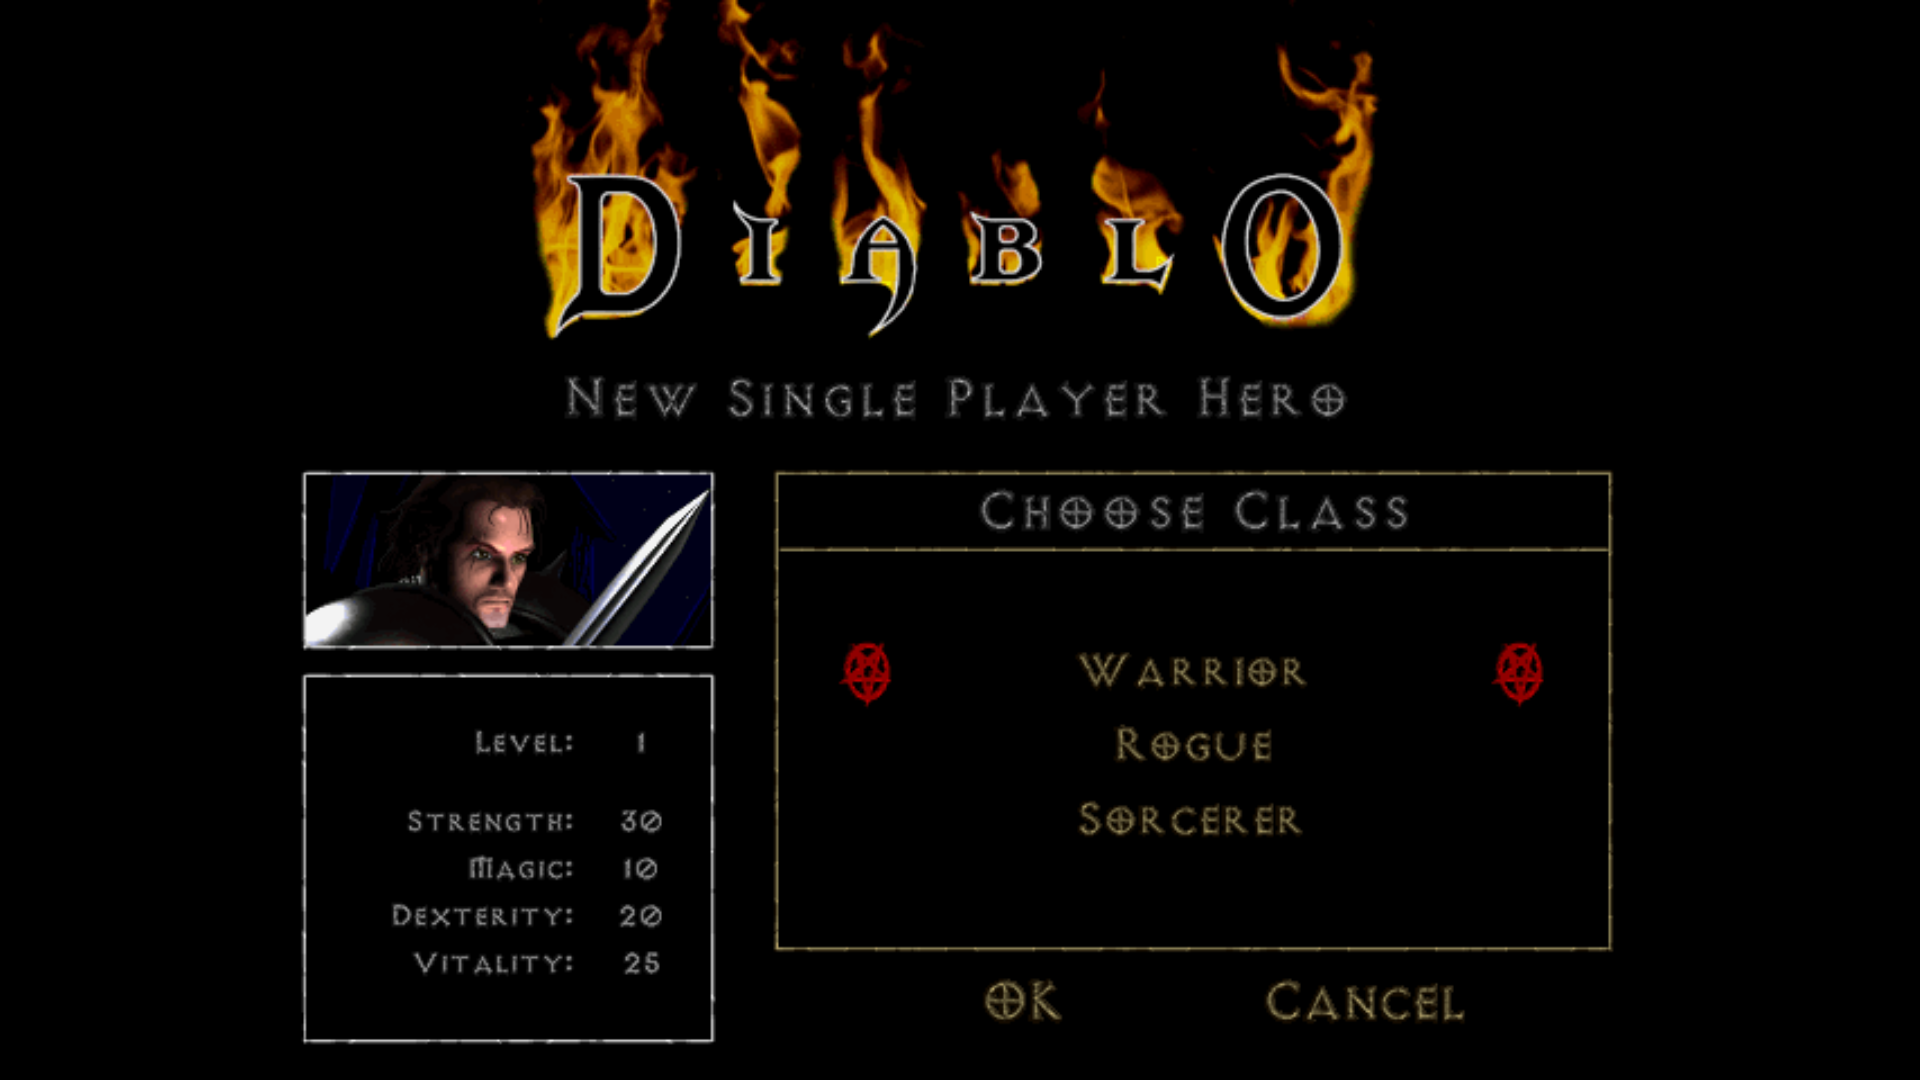 DIABLO
NEW SINGLE PLAYER HERO
CHOOSE CLASS
WARRIOR
ROGUE
SORCERER
LEVEL: 1
STRENGTH: 30
MAGIC: 10
DEXTERITY: 20
VITALITY: 25
OK CANCEL